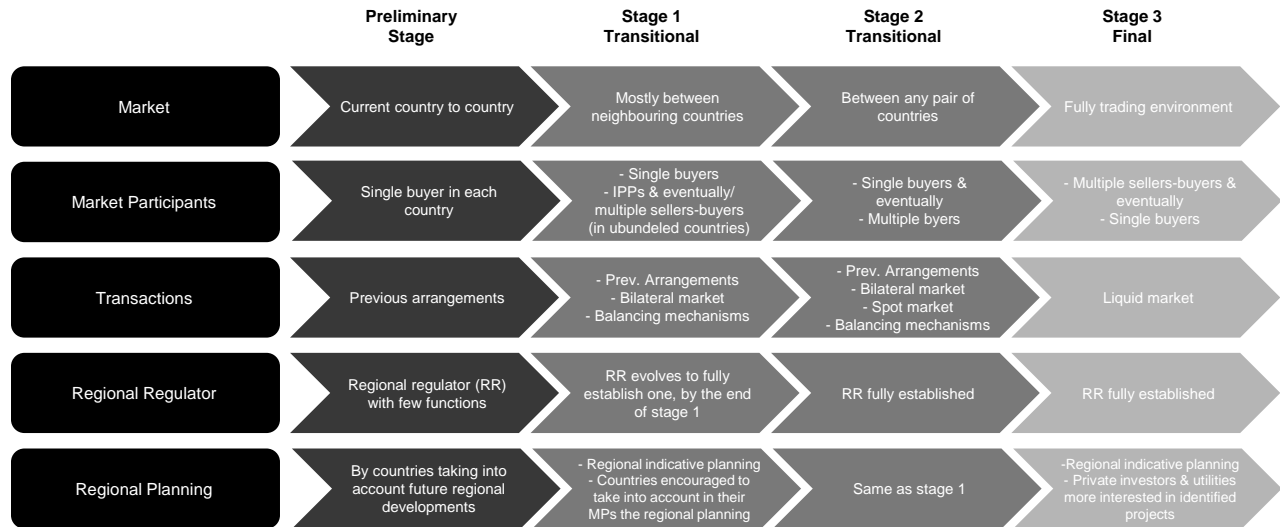 Preliminary
Stage
Stage 1
Transitional
Stage 2
Transitional
Stage 3
Final
Market
Current country to country
Mostly between
neighbouring countries
Between any pair of
countries
Fully trading environment
Market Participants
Single buyer in each
country
- Single buyers
- IPPs & eventually/
multiple sellers-buyers
(in ubundeled countries)
- Single buyers &
eventually
- Multiple byers
- Multiple sellers-buyers &
eventually
- Single buyers
Transactions
Previous arrangements
- Prev. Arrangements
- Bilateral market
- Balancing mechanisms
- Prev. Arrangements
- Bilateral market
- Spot market
- Balancing mechanisms
Liquid market
Regional Regulator
Regional regulator (RR)
with few functions
RR evolves to fully
establish one, by the end
of stage 1
RR fully established
RR fully established
Regional Planning
By countries taking into
account future regional
developments
- Regional indicative planning
- Countries encouraged to
take into account in their
MPs the regional planning
Same as stage 1
-Regional indicative planning
- Private investors & utilities
more interested in identified
projects